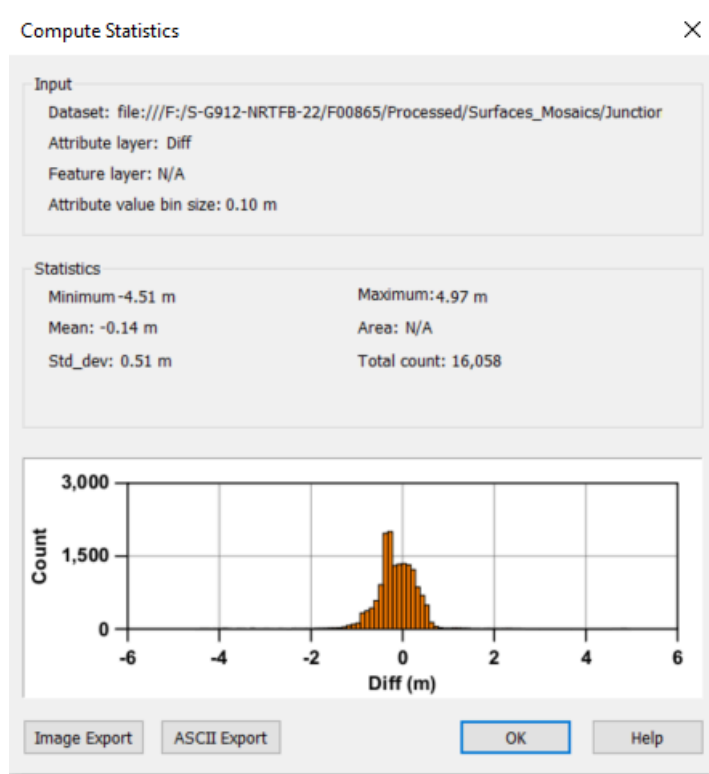 Compute Statistics
Input
Dataset: file:///F:/S-G912-NRTFB-22/F00865/Processed/Surfaces_Mosaics/Junction
Attribute layer: Diff
Feature layer: N/A
Attribute value bin size: 0.10 m
Statistics
Minimum -4.51 m Maximum: 4.97 m
Mean: -0.14 m Area: N/A
Std_dev: 0.51 m Total count: 16,058
3,000
1,500
0
Count
-6 -4 -2 0 2 4 6
Diff (m)
Image Export ASCII Export OK Help